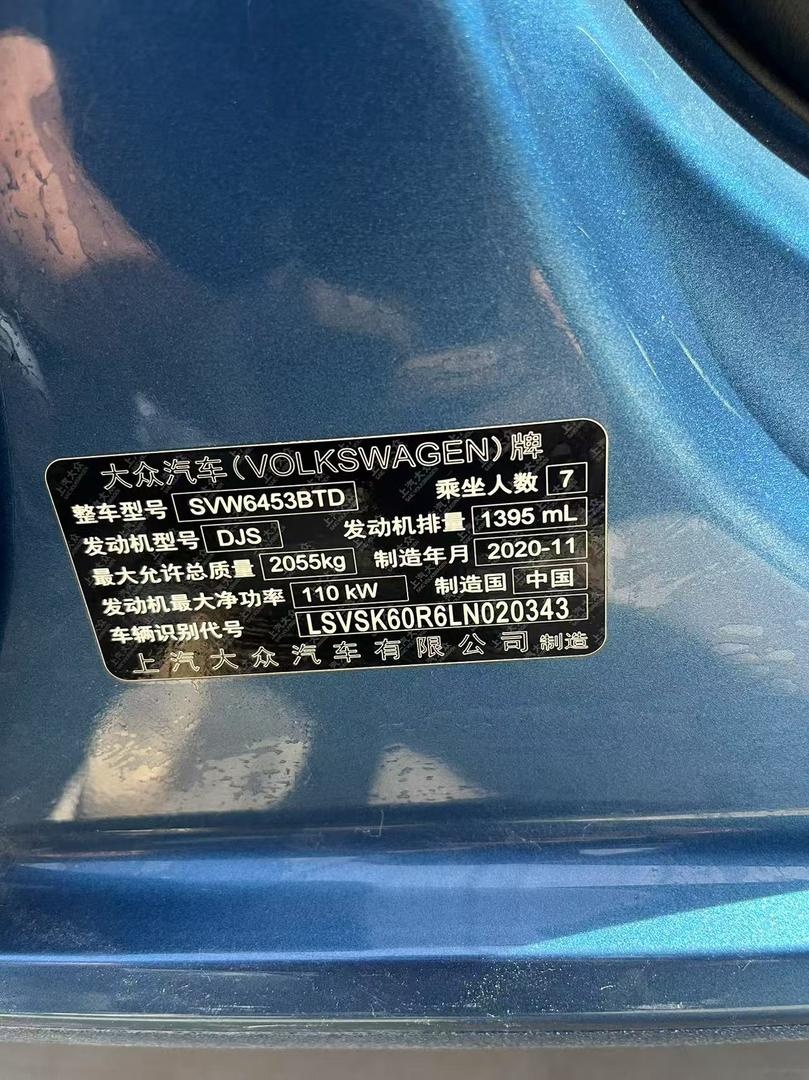 大众汽车(VOLKSWAGEN)牌
整车型号 SVW6453BTD 乘坐人数 7
发动机型号 DJS 发动机排量 1395 mL
最大允许总质量 2055kg 制造年月 2020-11
发动机最大净功率 110 kW 制造国 中国
车辆识别代号 LSVSK60R6LN020343
上汽大众汽车有限公司 制造